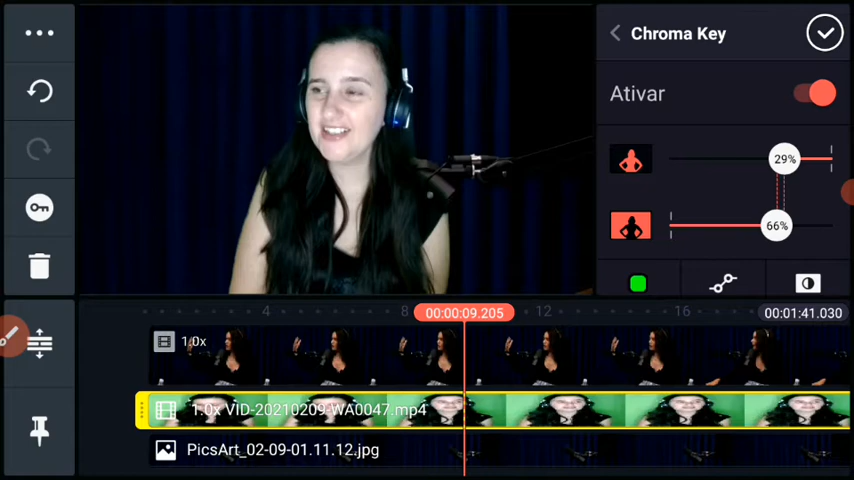 Chroma Key
Ativar
29%
66%
4
8
00:00:09.205
12
16
00:01:41.030
1.0x
1.0x VID-20210209-WA0047.mp4
PicsArt_02-09-01.11.12.jpg